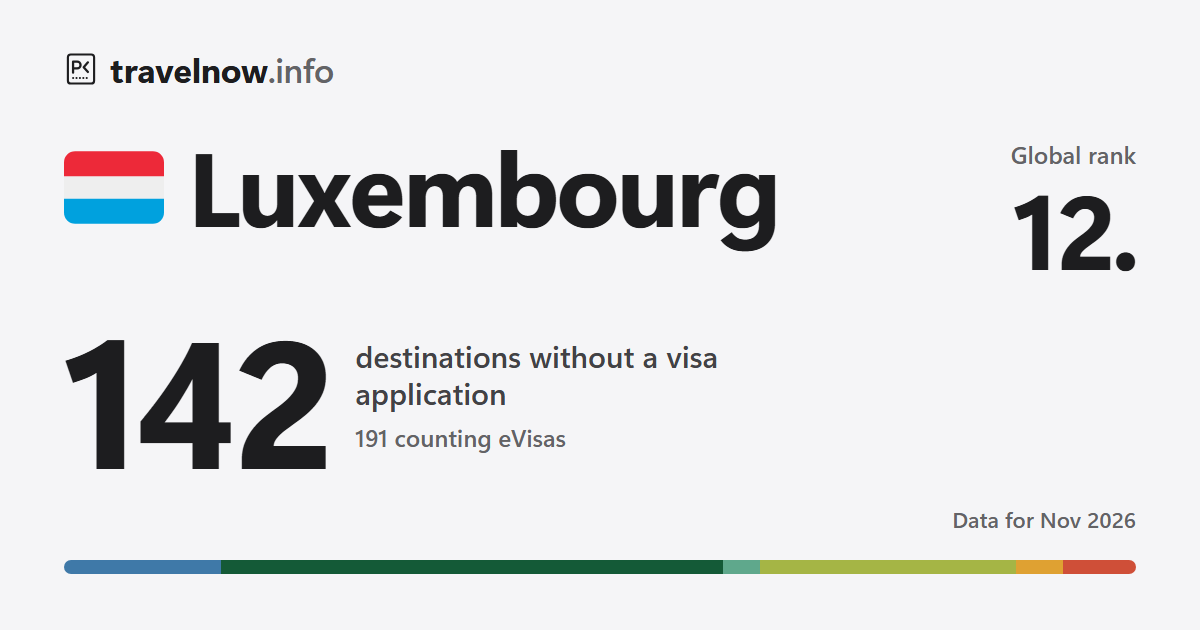 travelnow.info
Luxembourg
Global rank
12.
142
destinations without a visa
application
191 counting eVisas
Data for Nov 2026